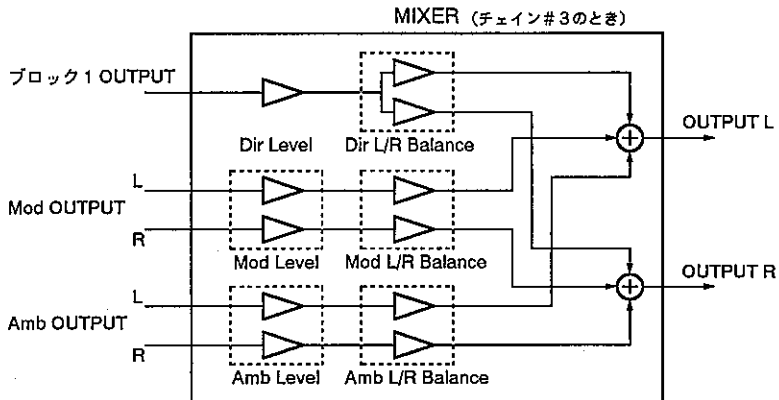 MIXER (チェイン#3のとき)
ブロック1 OUTPUT
OUTPUT L
Dir Level
Dir L/R Balance
L
Mod OUTPUT
R
Mod Level
Mod L/R Balance
OUTPUT R
L
Amb OUTPUT
R
Amb Level
Amb L/R Balance